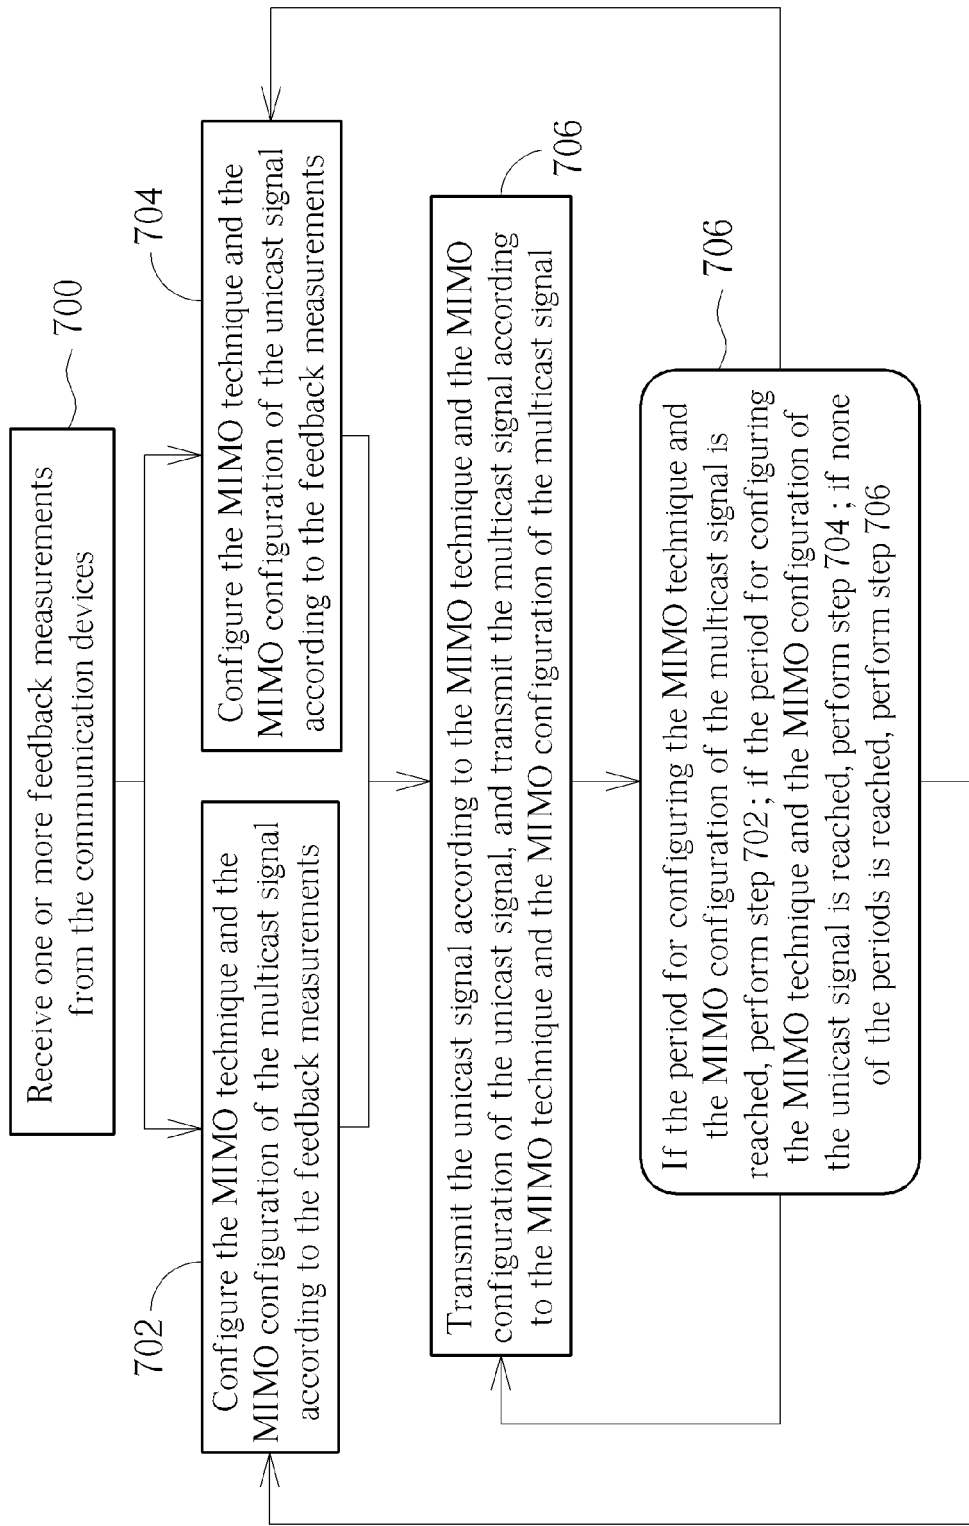 700
Receive one or more feedback measurements
from the communication devices
702
Configure the MIMO technique and the
MIMO configuration of the multicast signal
according to the feedback measurements
704
Configure the MIMO technique and the
MIMO configuration of the unicast signal
according to the feedback measurements
706
Transmit the unicast signal according to the MIMO technique and the MIMO
configuration of the unicast signal, and transmit the multicast signal according
to the MIMO technique and the MIMO configuration of the multicast signal
706
If the period for configuring the MIMO technique and
the MIMO configuration of the multicast signal is
reached, perform step 702; if the period for configuring
the MIMO technique and the MIMO configuration of
the unicast signal is reached, perform step 704; if none
of the periods is reached, perform step 706